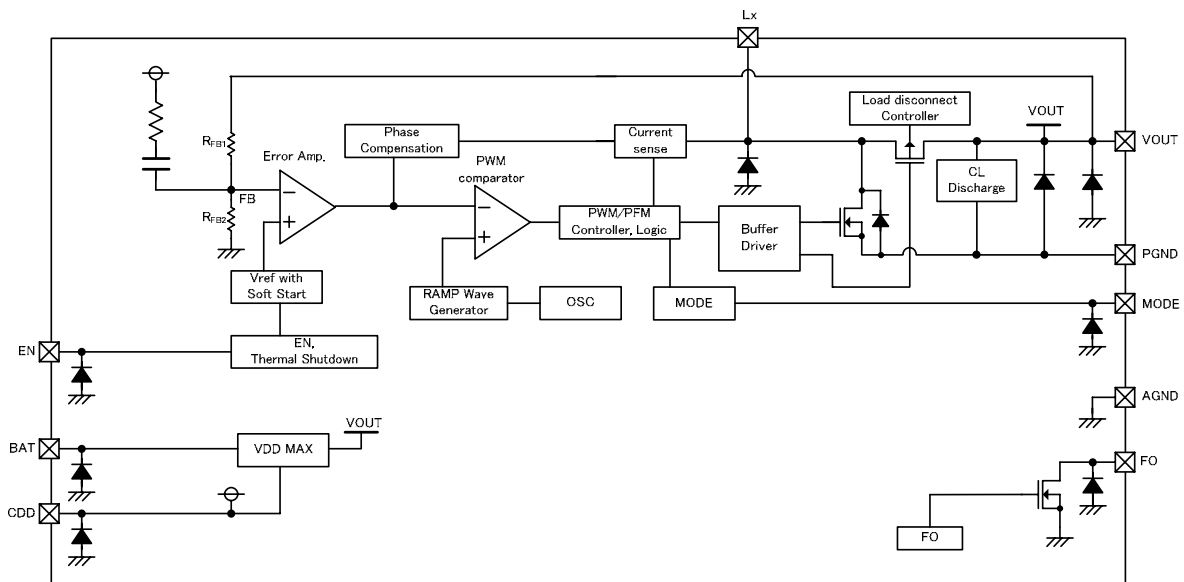 Lx
Load disconnect
Controller
VOUT
VOUT
RFB1
Phase
Compensation
Current
sense
Error Amp.
PWM
comparator
CL
Discharge
FB
RFB2
PWM/PFM
Controller, Logic
Buffer
Driver
PGND
Vref with
Soft Start
RAMP Wave
Generator
OSC
MODE
MODE
EN
EN,
Thermal Shutdown
AGND
VOUT
BAT
VDD MAX
FO
CDD
FO